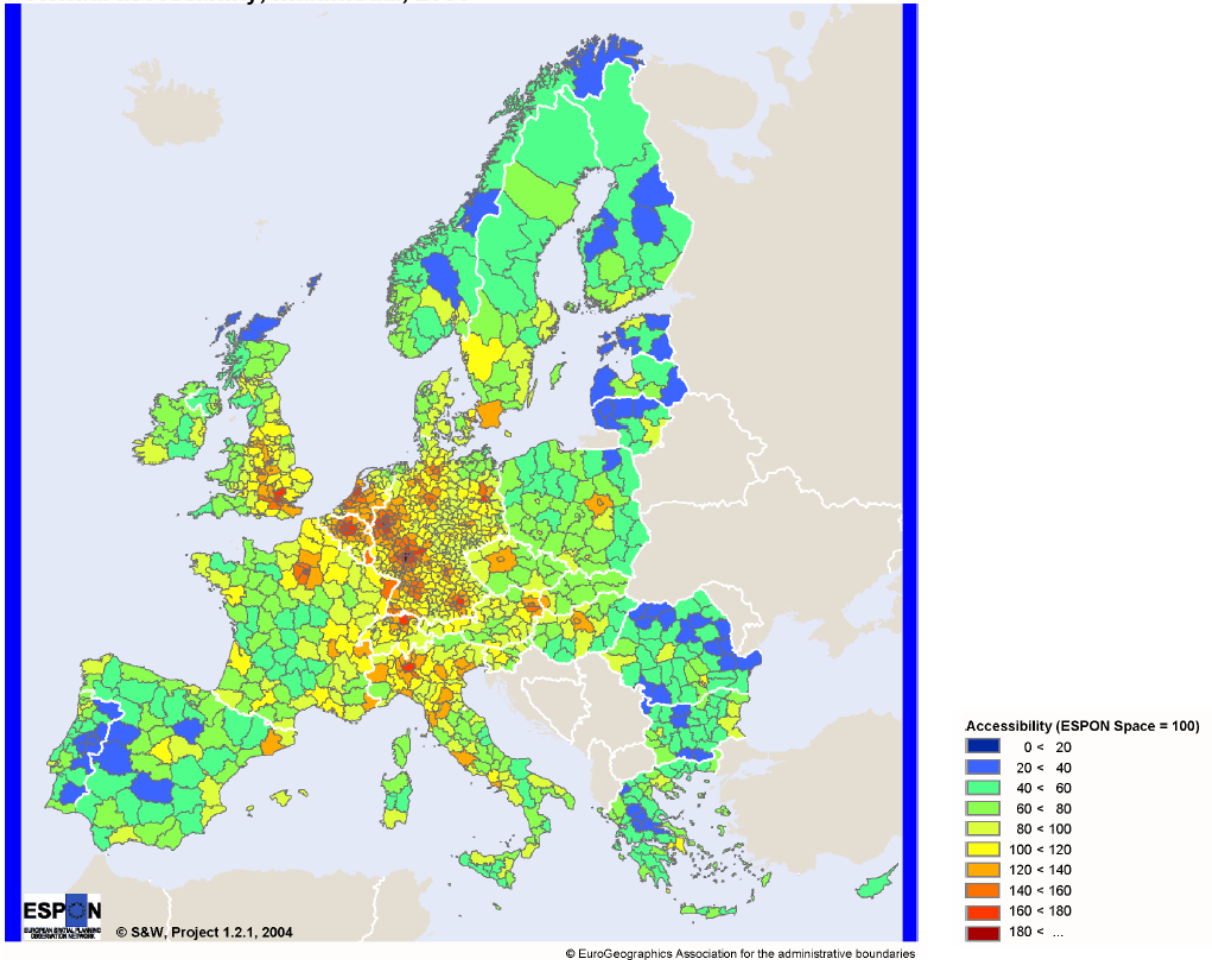 Accessibility (ESPON Space = 100)
0 < 20
20 < 40
40 < 60
60 < 80
80 < 100
100 < 120
120 < 140
140 < 160
160 < 180
180 < ...
ESPON
EUROPEAN SPATIAL PLANNING
OBSERVATION NETWORK
© S&W, Project 1.2.1, 2004
© EuroGeographics Association for the administrative boundaries